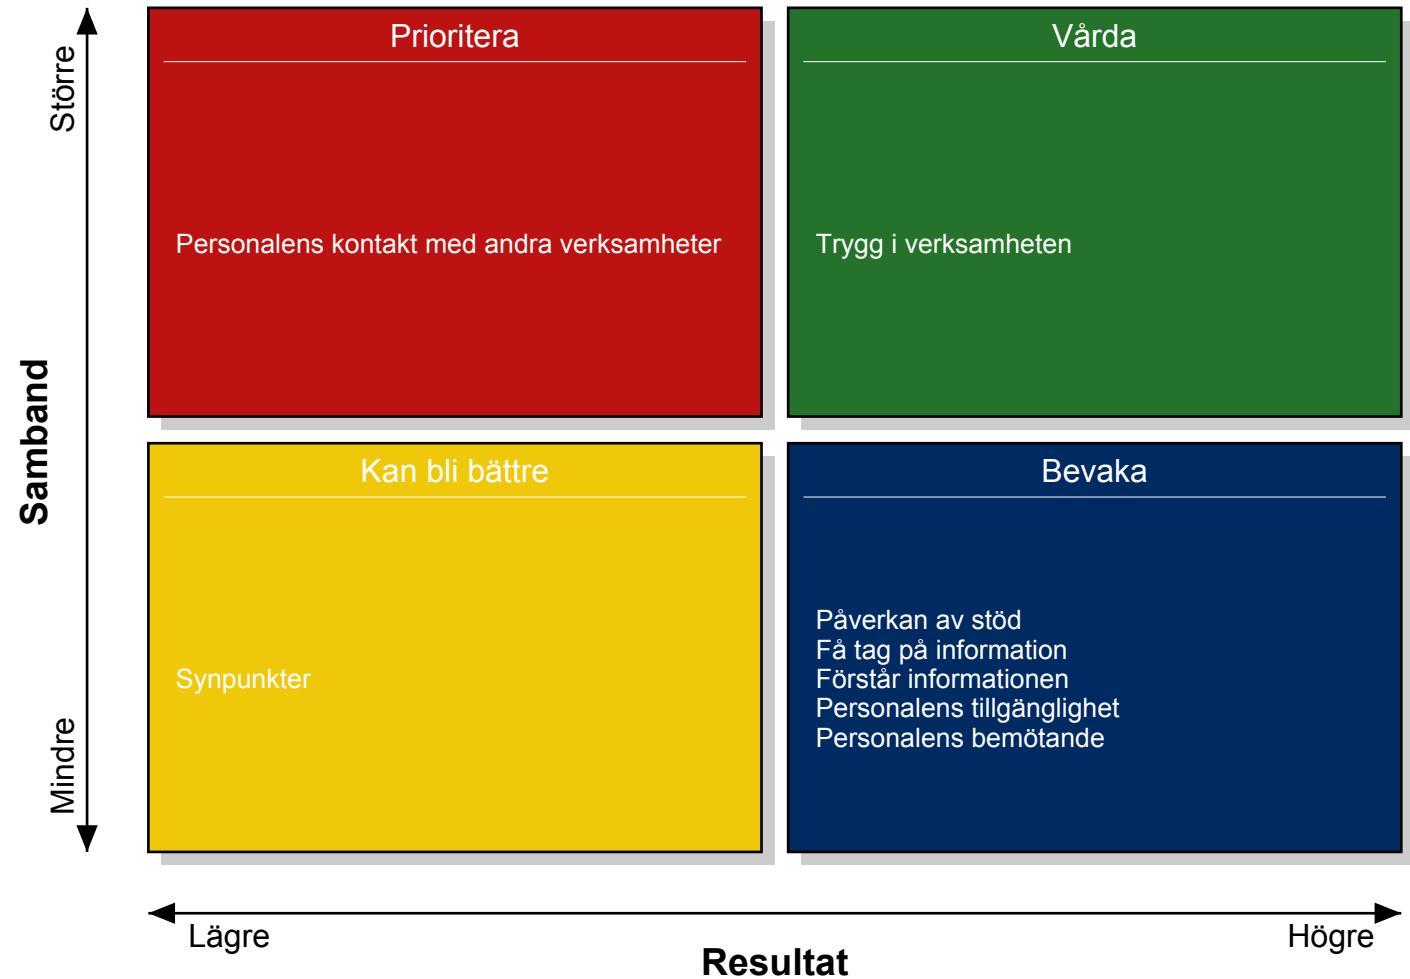 Större
Prioritera
Personalens kontakt med andra verksamheter
Vårda
Trygg i verksamheten
Samband
Kan bli bättre
Synpunkter
Bevaka
Påverkan av stöd
Få tag på information
Förstår informationen
Personalens tillgänglighet
Personalens bemötande
Mindre
Lägre
Högre
Resultat